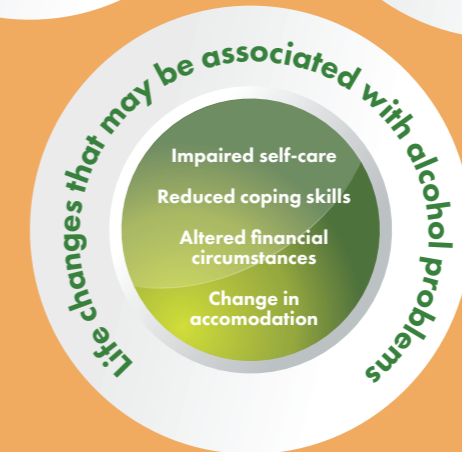 Life changes that may be associated with alcohol problems
Impaired self-care
Reduced coping skills
Altered financial
circumstances
Change in
accomodation